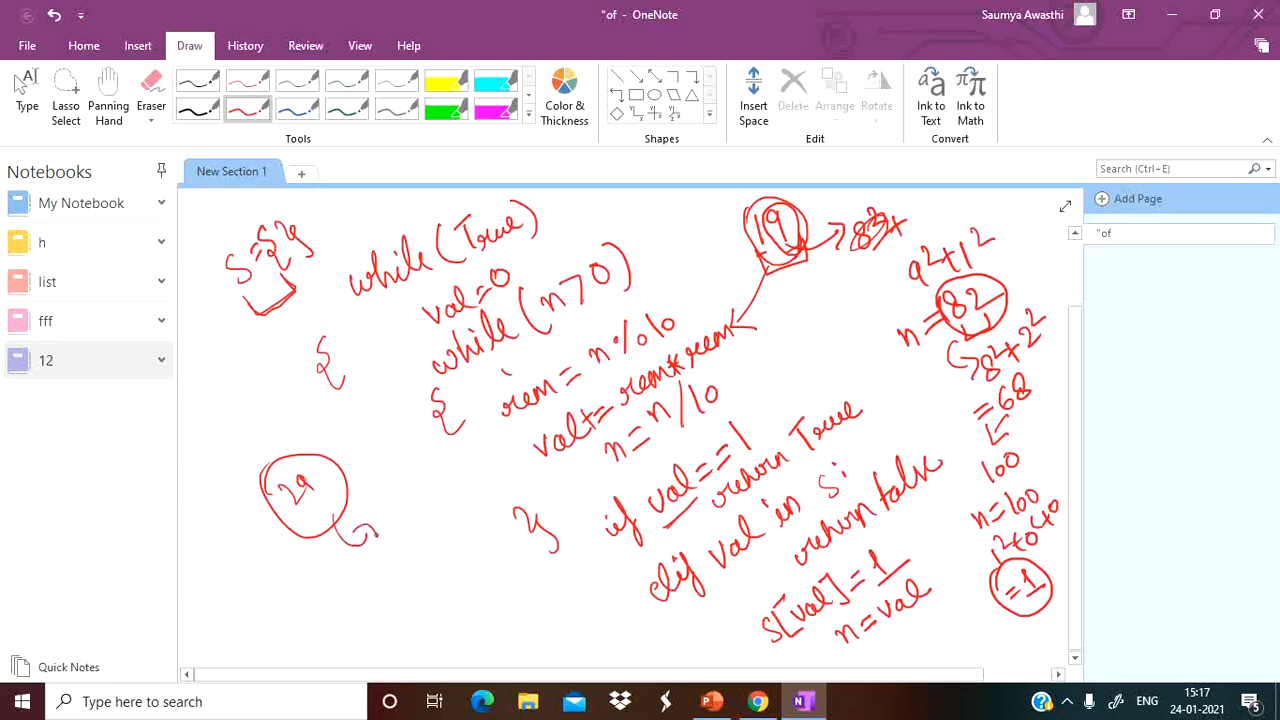 "of - OneNote
Saumya Awasthi
File Home Insert Draw History Review View Help
Type
Lasso Select
Panning Hand
Eraser
Color & Thickness
Insert Space
Delete
Arrange
Rotate
Ink to Text
Ink to Math
Tools
Shapes
Edit
Convert
Notebooks
New Section 1
Search (Ctrl+E)
My Notebook
h
list
fff
12
Quick Notes
Add Page
"of
S={}
while(True)
val=0
while(n>0)
{
{
rem=n%10
val+=rem*rem
n=n/10
}
if val==1
return True
elif val in S
return false
S[val]=1
n=val
29
19
9²+1²
n=82
8²+2²
=68
100
n=100
1²+0+0
=1
Type here to search
ENG
15:17
24-01-2021
5